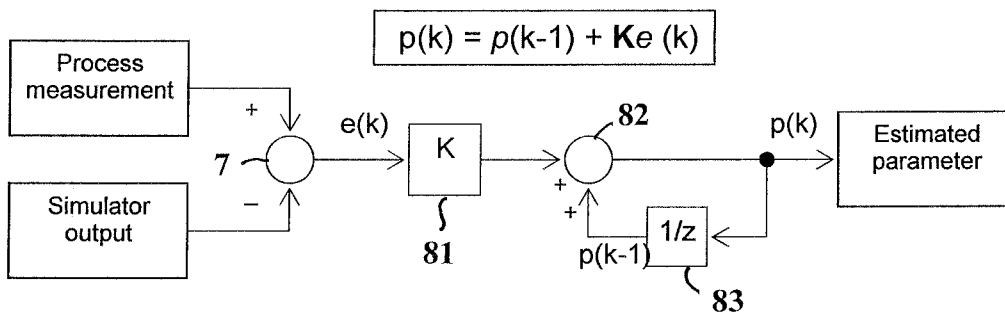 p(k) = p(k-1) + Ke (k)
Process
measurement
+
82
e(k)
p(k)
7
K
Estimated
parameter
+
+
−
Simulator
output
81
p(k-1)
1/z
83